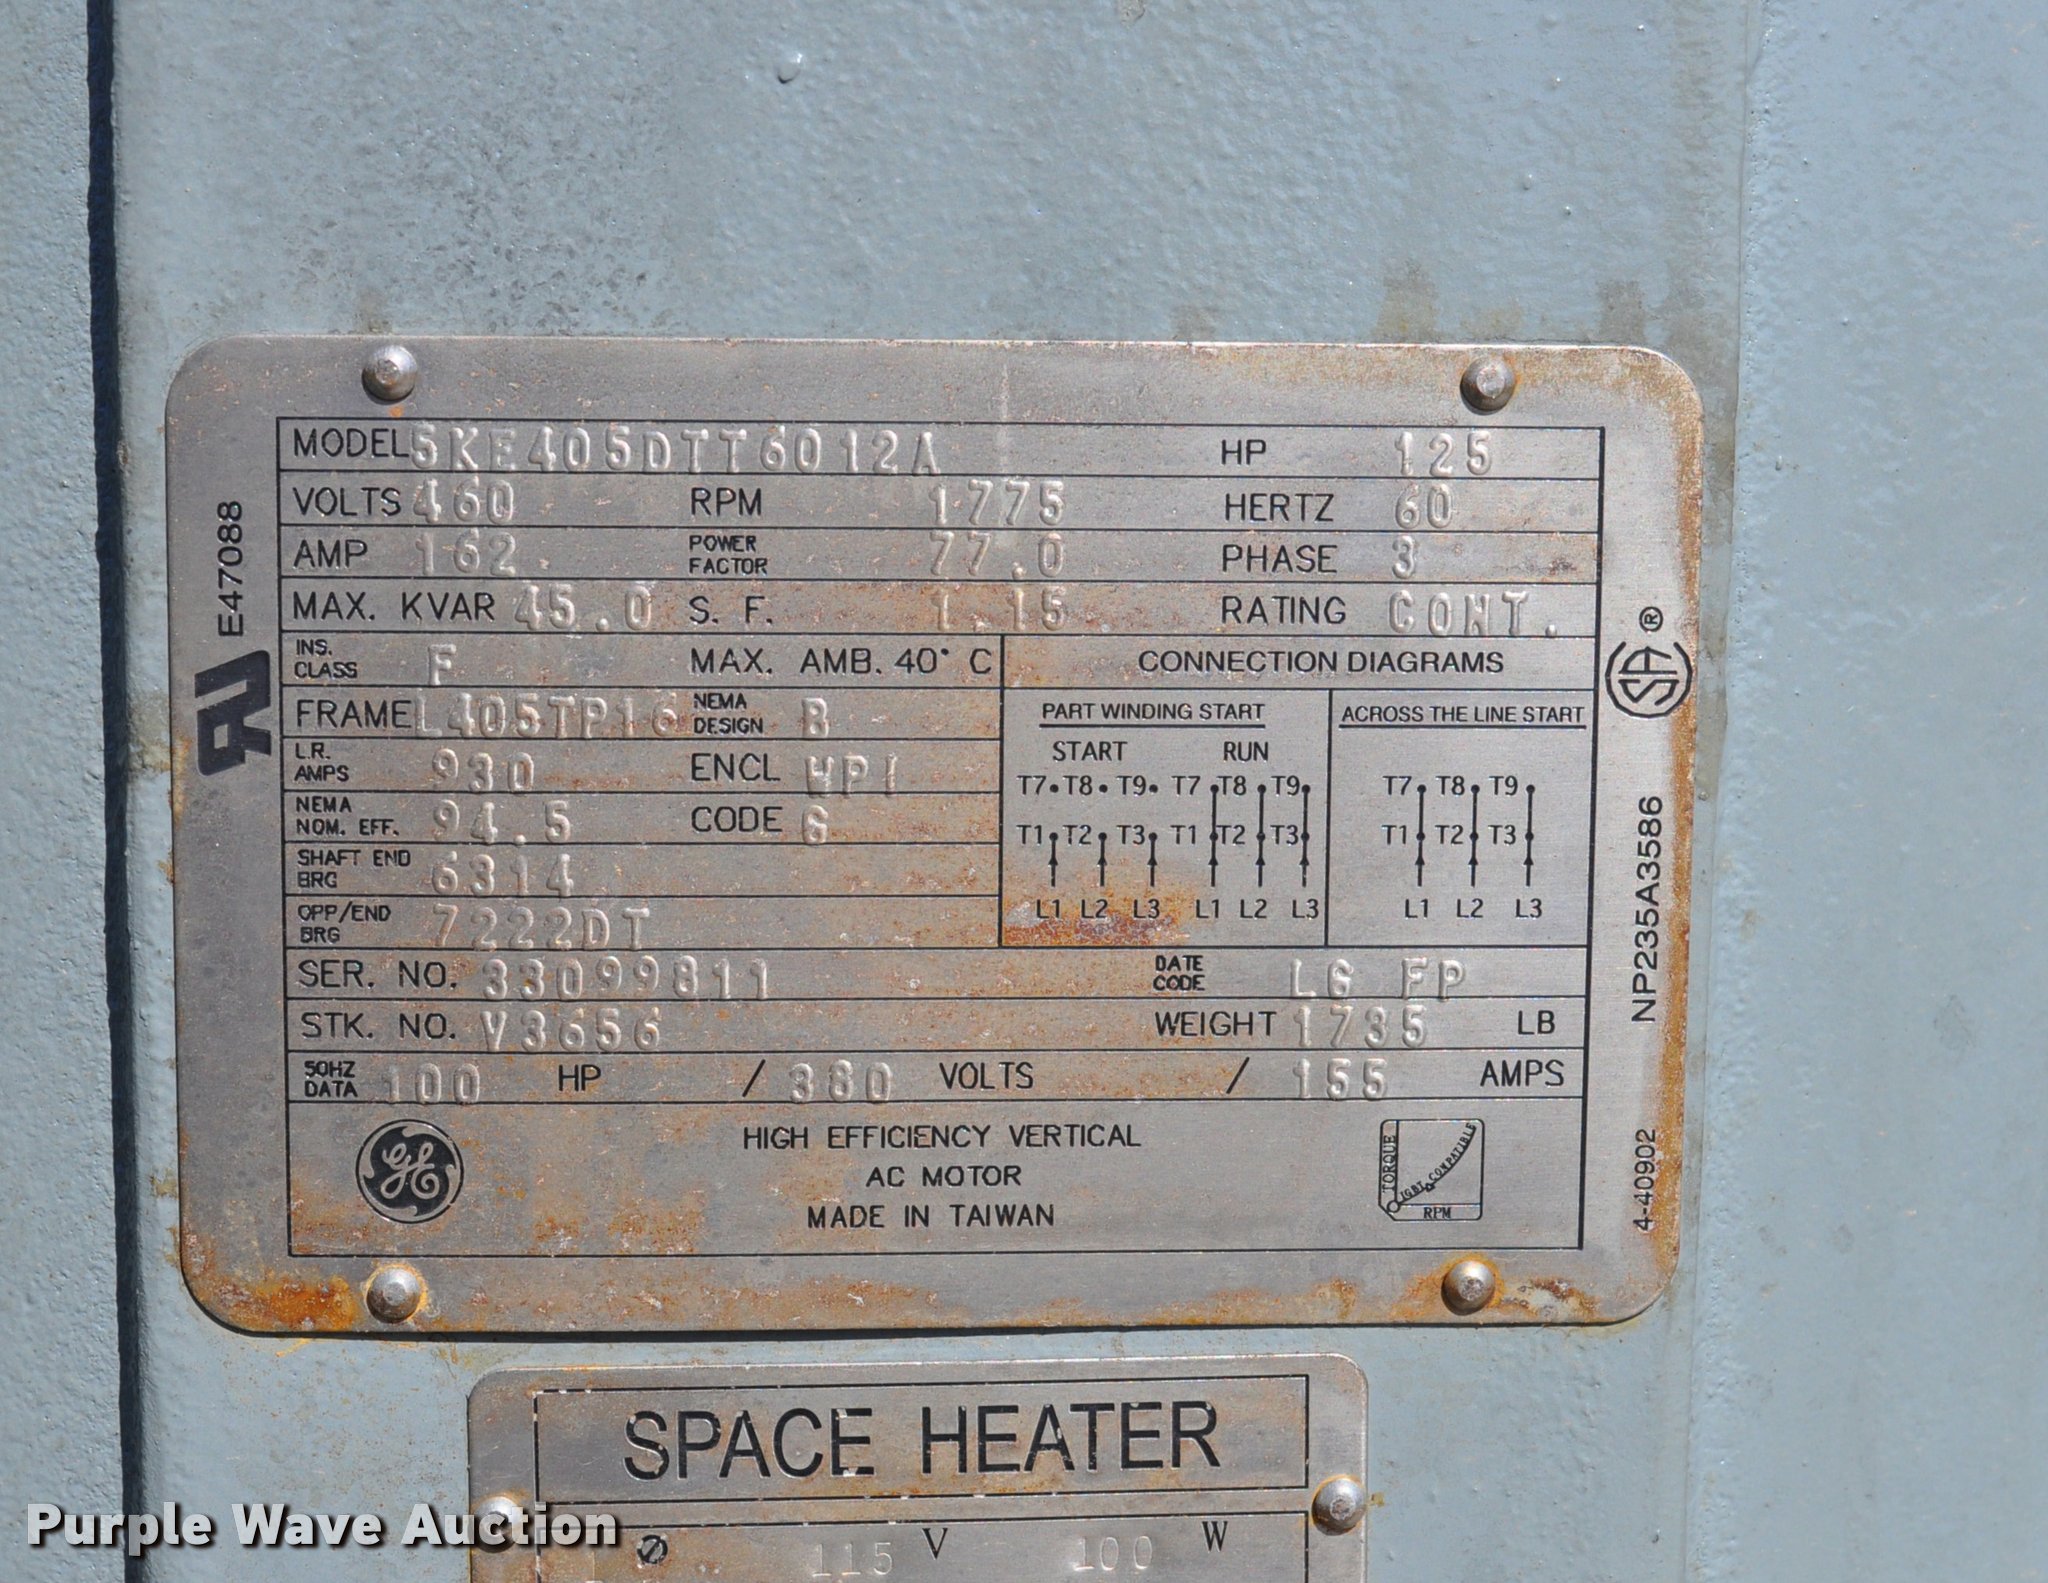 MODEL 5KE405DTT6012A HP 125
VOLTS 460 RPM 1775 HERTZ 60
AMP 162. POWER FACTOR 77.0 PHASE 3
MAX. KVAR 45.0 S. F. 1.15 RATING CONT.
INS. CLASS F MAX. AMB. 40° C CONNECTION DIAGRAMS
FRAME L405TP16 NEMA DESIGN B
L.R. AMPS 930 ENCL WP1
NEMA NOM. EFF. 94.5 CODE G
SHAFT END BRG 6314
OPP/END BRG 7222DT
PART WINDING START ACROSS THE LINE START
START RUN
T7 T8 T9 T7 T8 T9 T7 T8 T9
T1 T2 T3 T1 T2 T3 T1 T2 T3
L1 L2 L3 L1 L2 L3 L1 L2 L3
SER. NO. 33099811 DATE CODE LG FP
STK. NO. V3656 WEIGHT 1735 LB
50HZ DATA 100 HP / 380 VOLTS / 155 AMPS
GE
HIGH EFFICIENCY VERTICAL
AC MOTOR
MADE IN TAIWAN
TORQUE
IGBT COMPATIBLE
RPM
E47088
RU
SA®
NP235A3586
4-40902
SPACE HEATER
Ø 115 V 100 W
Purple Wave Auction